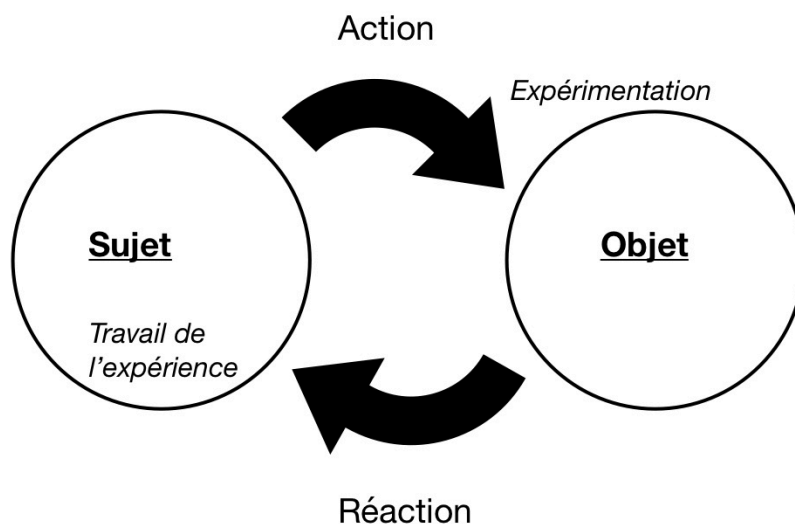 Action
Expérimentation
Sujet
Objet
Travail de
l’expérience
Réaction